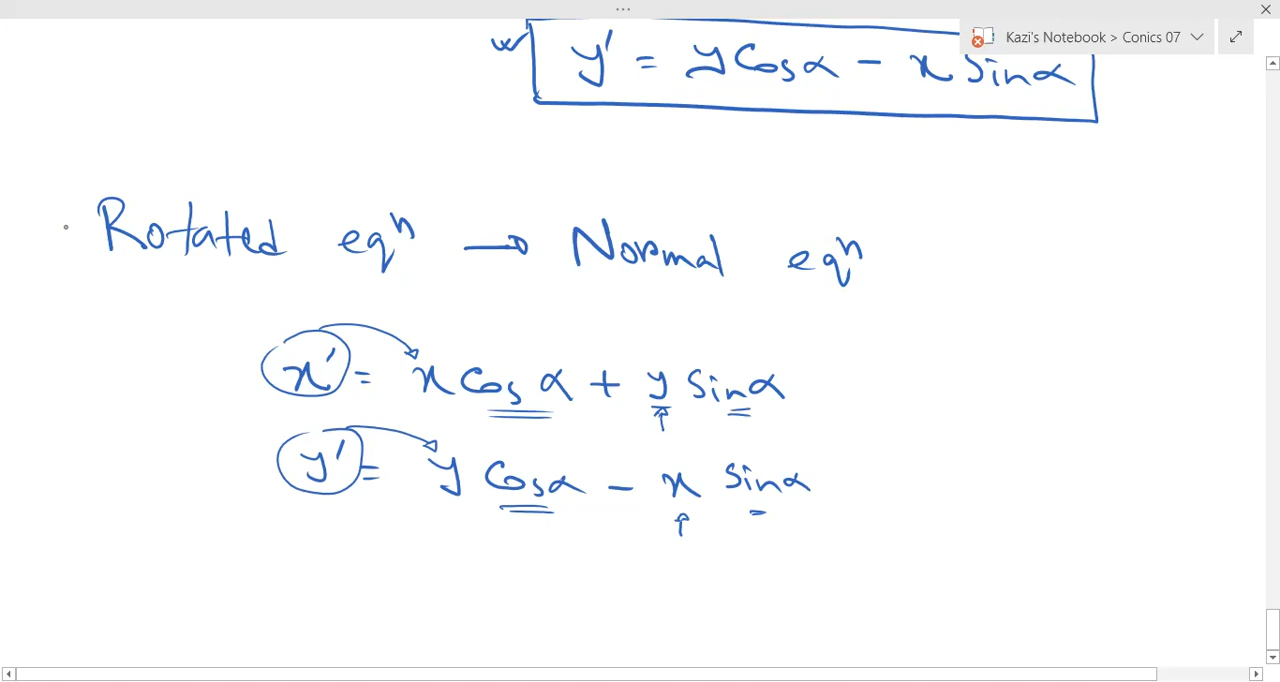 Kazi's Notebook > Conics 07
y' = y Cosα - x Sinα
Rotated eqⁿ → Normal eqⁿ
x' = x Cosα + y Sinα
y' = y Cosα - x Sinα